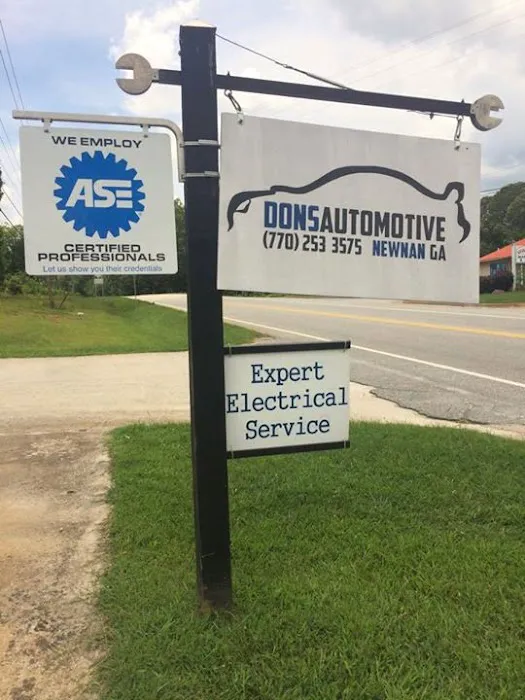 WE EMPLOY
ASE
CERTIFIED
PROFESSIONALS
Let us show you their credentials
DONSAUTOMOTIVE
(770) 253 3575 NEWNAN GA
Expert
Electrical
Service